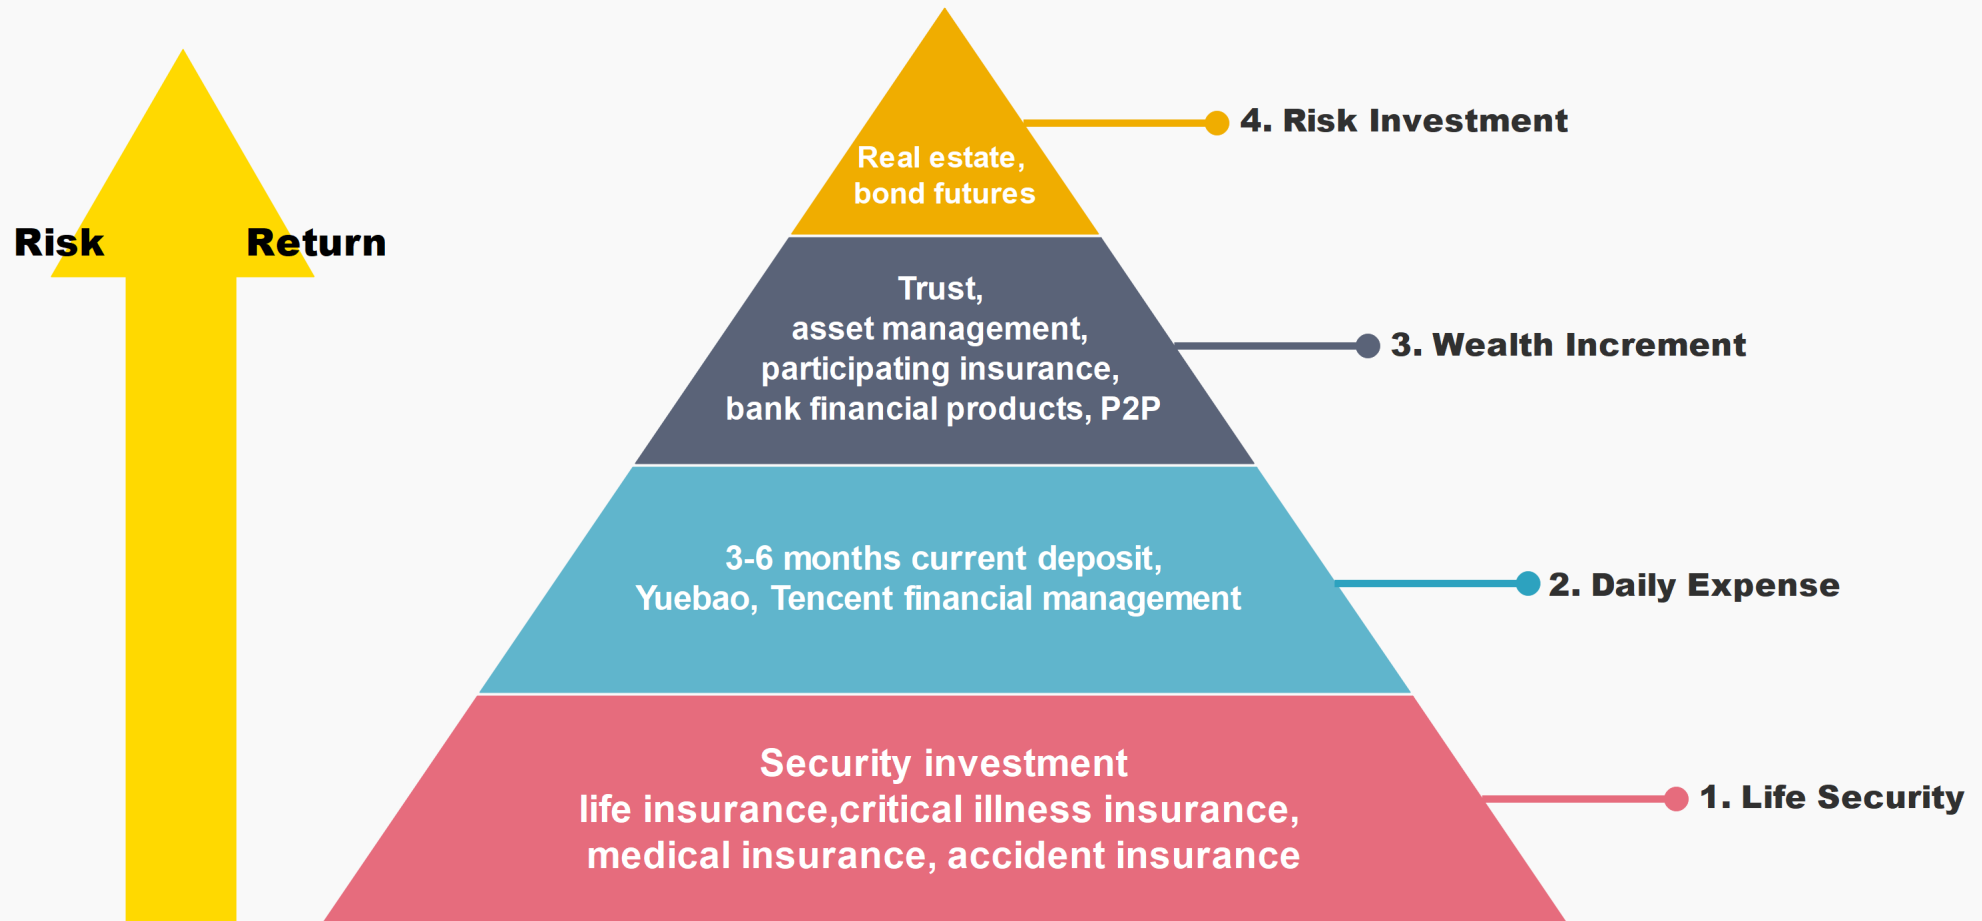 4. Risk Investment
Real estate,
bond futures
Risk
Return
Trust,
asset management,
participating insurance,
bank financial products, P2P
3. Wealth Increment
3-6 months current deposit,
Yuebao, Tencent financial management
2. Daily Expense
Security investment
life insurance,critical illness insurance,
medical insurance, accident insurance
1. Life Security